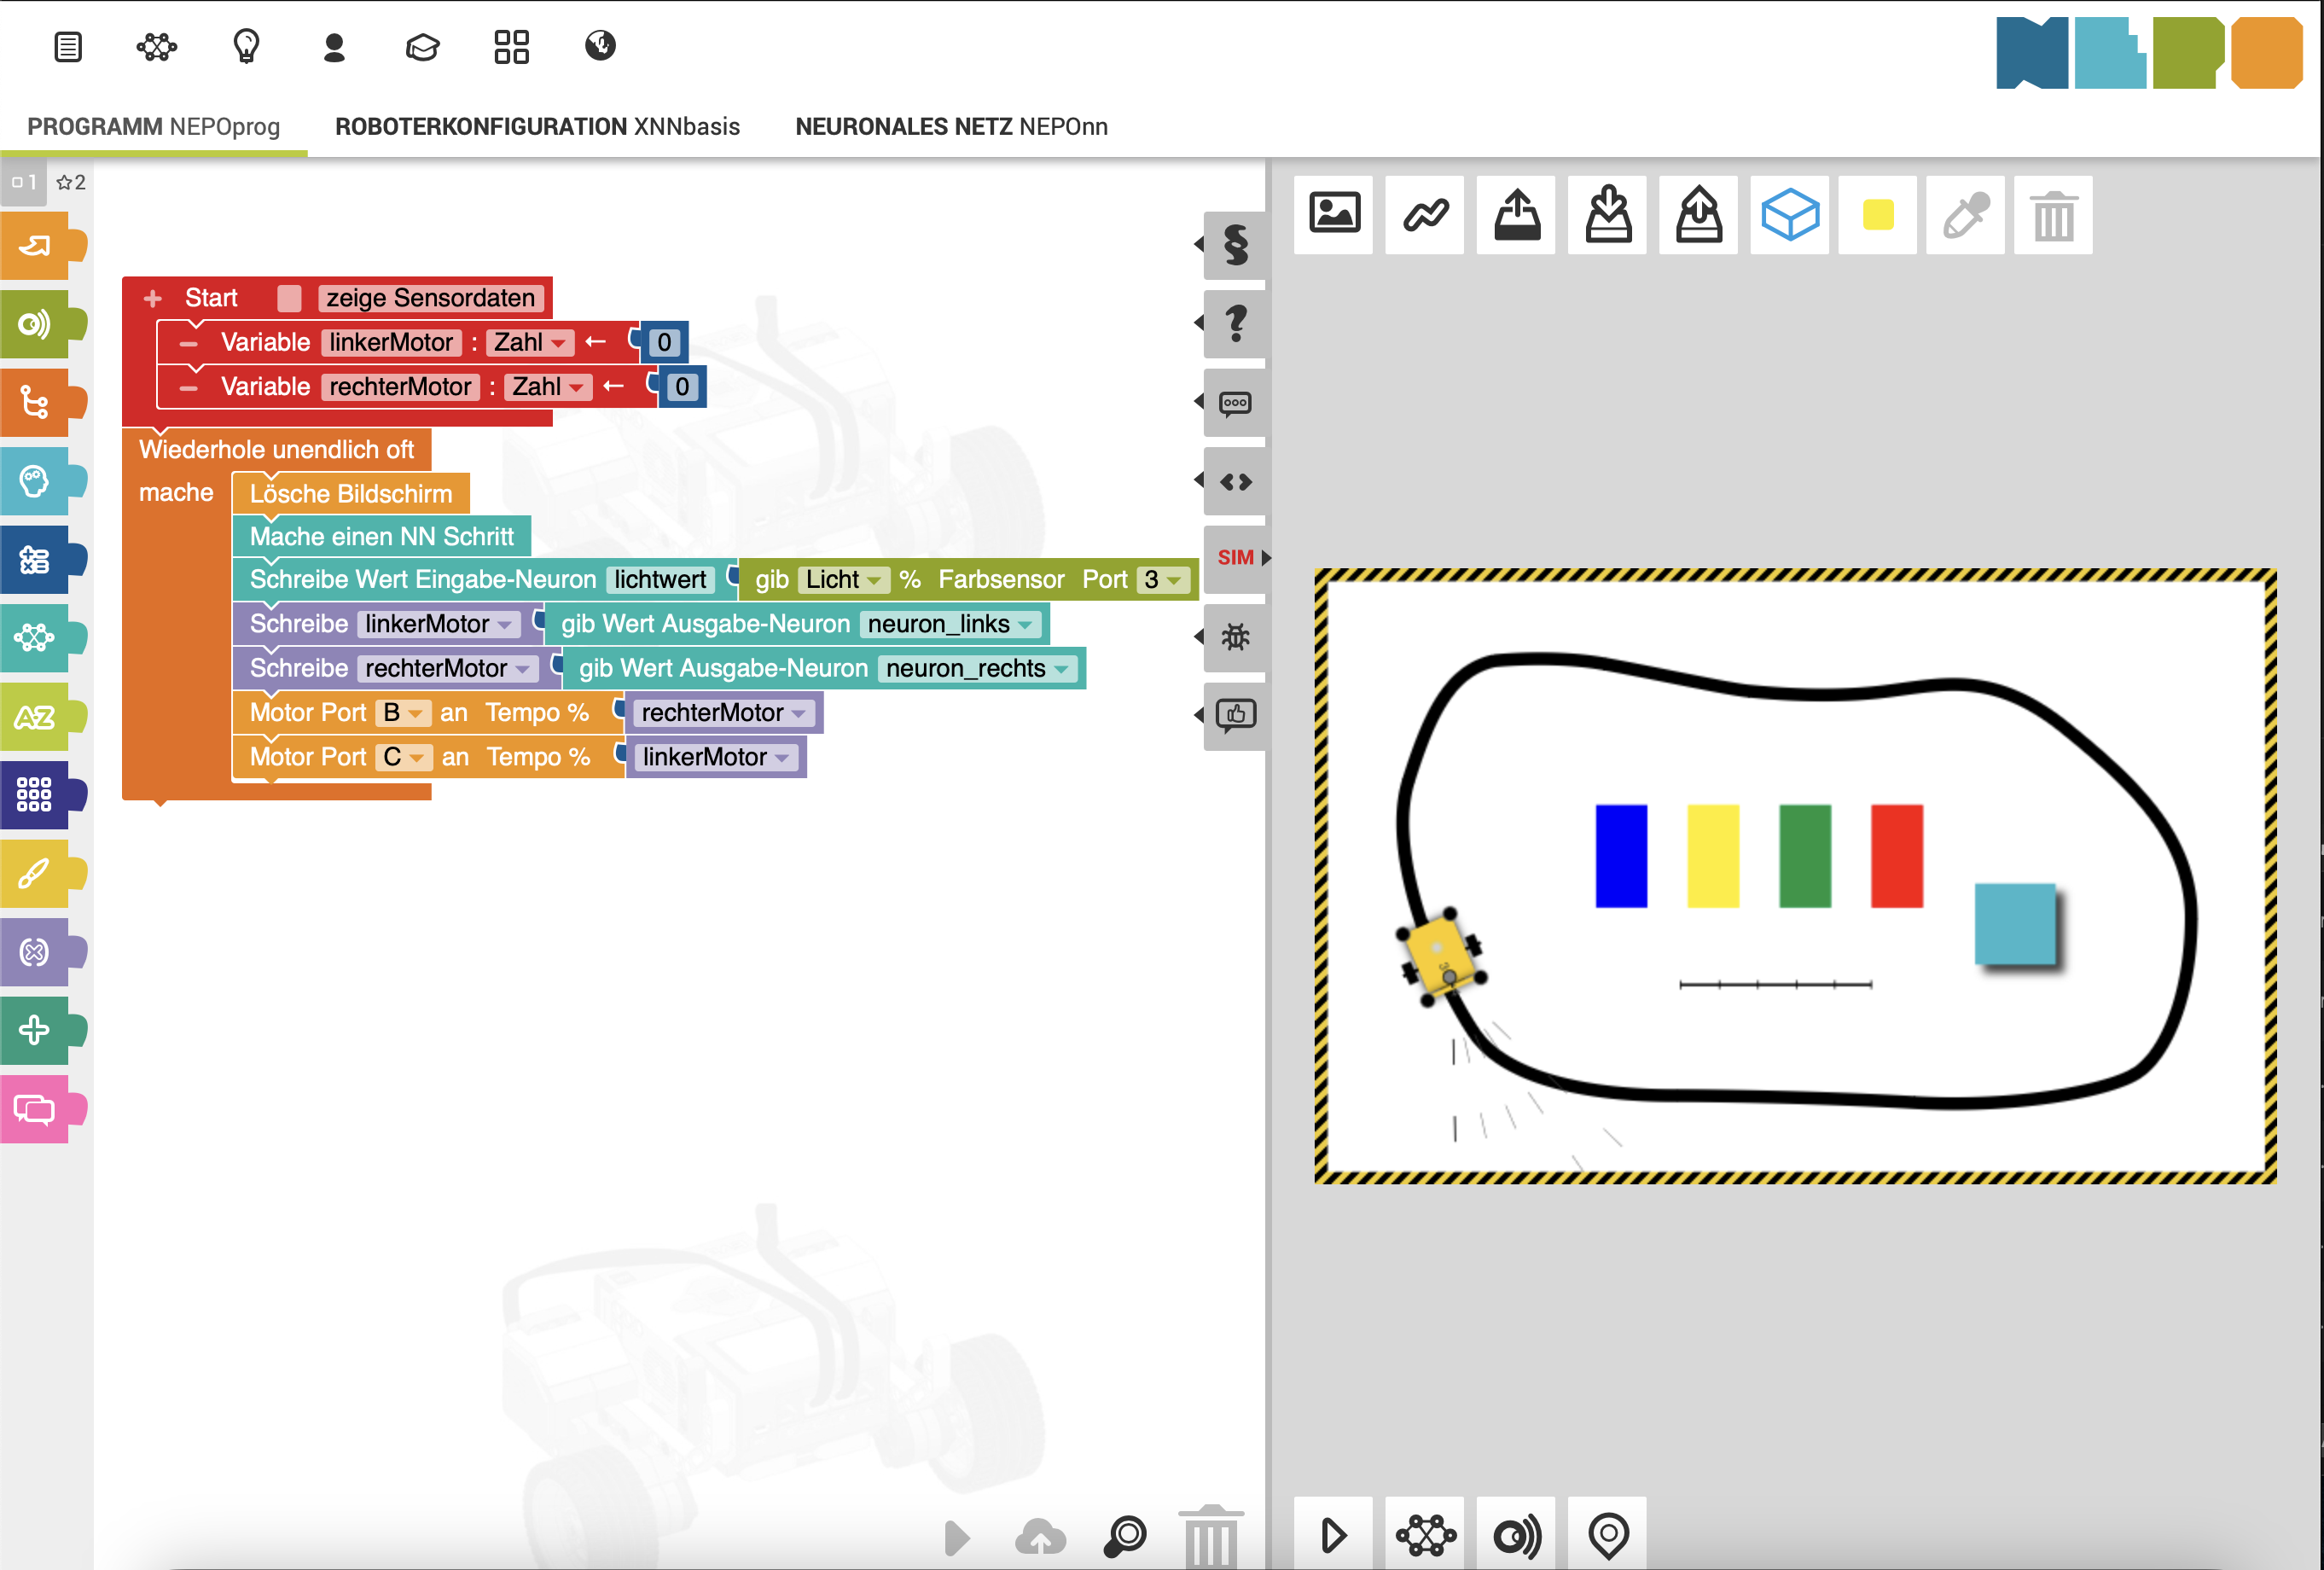 PROGRAMM NEPOprog ROBOTERKONFIGURATION XNNbasis NEURONALES NETZ NEPOnn
1 2
+ Start zeige Sensordaten
− Variable linkerMotor : Zahl ← 0
− Variable rechterMotor : Zahl ← 0
Wiederhole unendlich oft
mache Lösche Bildschirm
Mache einen NN Schritt
Schreibe Wert Eingabe-Neuron lichtwert gib Licht % Farbsensor Port 3
Schreibe linkerMotor gib Wert Ausgabe-Neuron neuron_links
Schreibe rechterMotor gib Wert Ausgabe-Neuron neuron_rechts
Motor Port B an Tempo % rechterMotor
Motor Port C an Tempo % linkerMotor
AZ
SIM
3